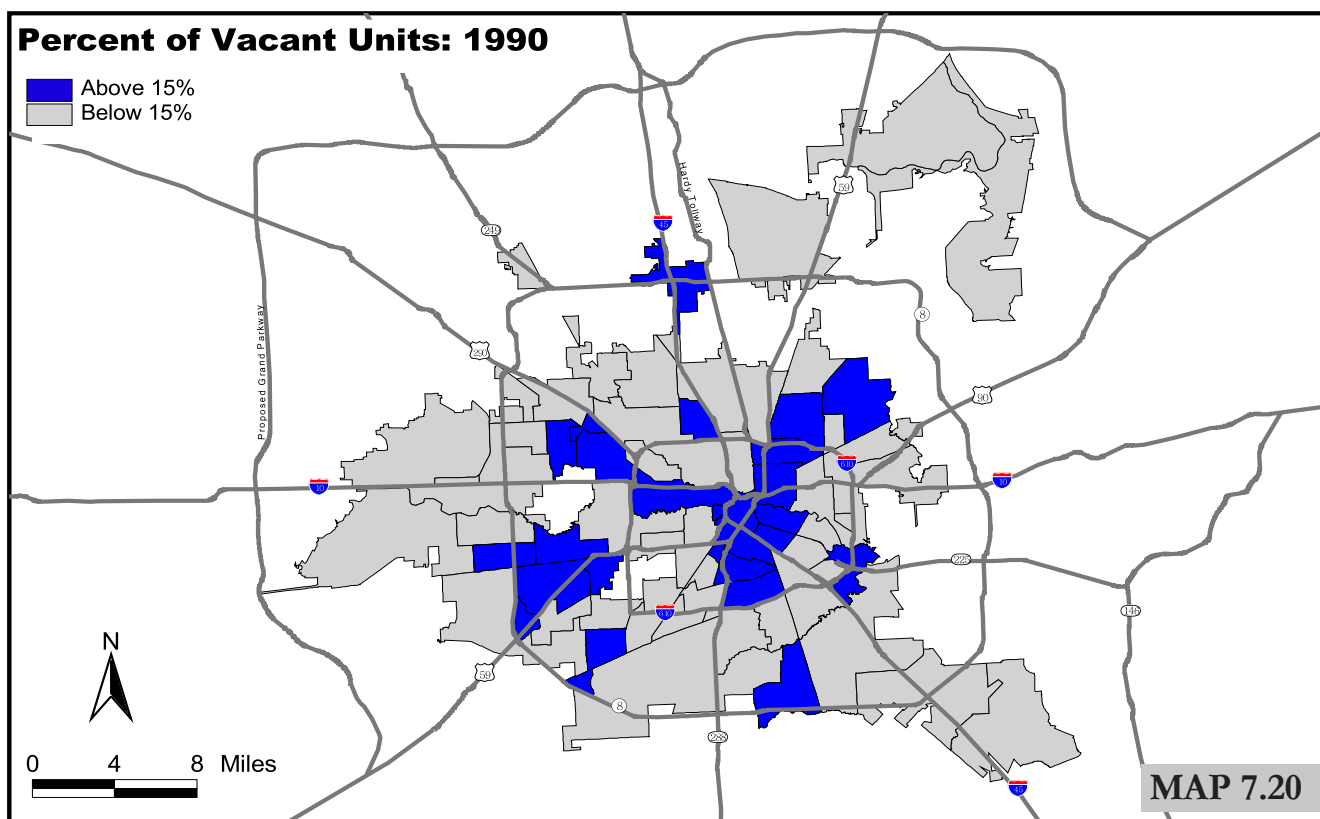 Percent of Vacant Units: 1990
Above 15%
Below 15%
Hardy Tollway
59
45
249
Proposed Grand Parkway
8
290
90
610
10
10
225
146
610
59
8
288
45
N
0 4 8 Miles
MAP 7.20